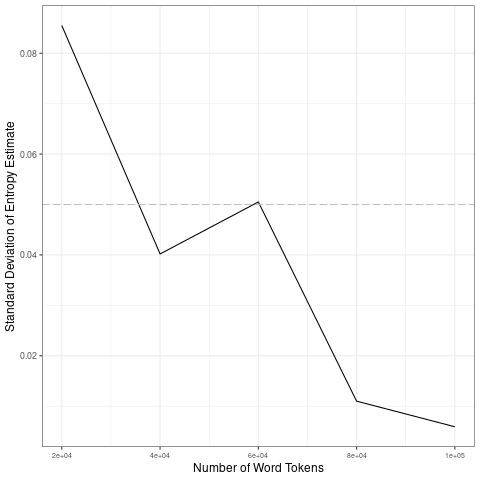 Standard Deviation of Entropy Estimate
0.08
0.06
0.04
0.02
2e+04 4e+04 6e+04 8e+04 1e+05
Number of Word Tokens